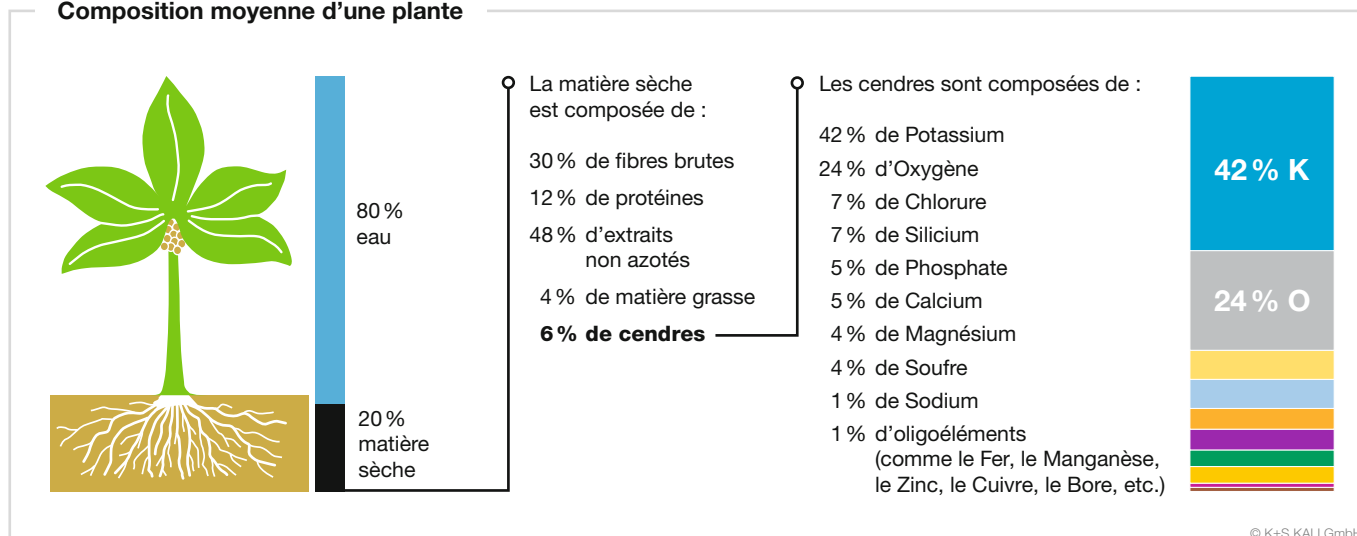 Composition moyenne d'une plante
80 %
eau
20 %
matière
sèche
La matière sèche
est composée de :
30 % de fibres brutes
12 % de protéines
48 % d'extraits
non azotés
4 % de matière grasse
6 % de cendres
Les cendres sont composées de :
42 % de Potassium
24 % d'Oxygène
7 % de Chlorure
7 % de Silicium
5 % de Phosphate
5 % de Calcium
4 % de Magnésium
4 % de Soufre
1 % de Sodium
1 % d'oligoéléments
(comme le Fer, le Manganèse,
le Zinc, le Cuivre, le Bore, etc.)
42 % K
24 % O
© K+S KALI GmbH